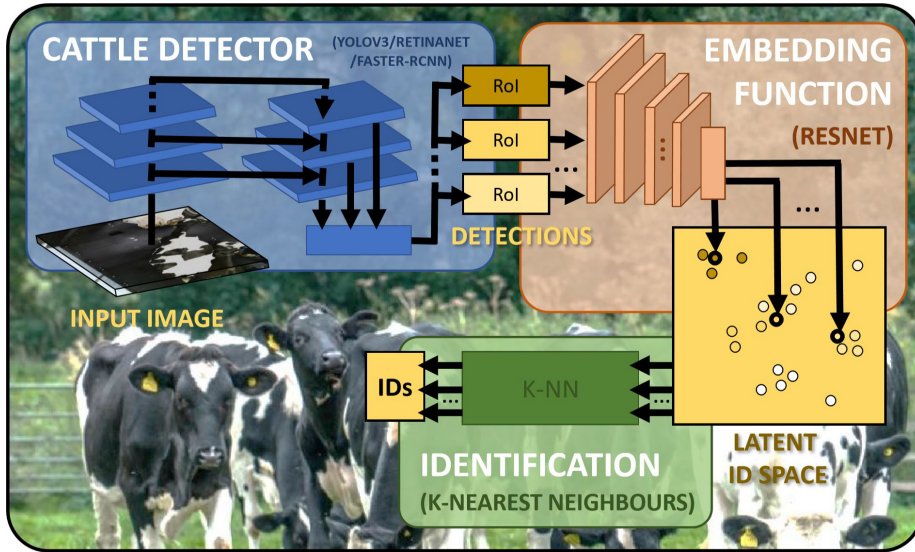 CATTLE DETECTOR
(YOLOV3/RETINANET
/FASTER-RCNN)
EMBEDDING
FUNCTION
(RESNET)
RoI
RoI
RoI
DETECTIONS
INPUT IMAGE
IDs
K-NN
IDENTIFICATION
(K-NEAREST NEIGHBOURS)
LATENT
ID SPACE